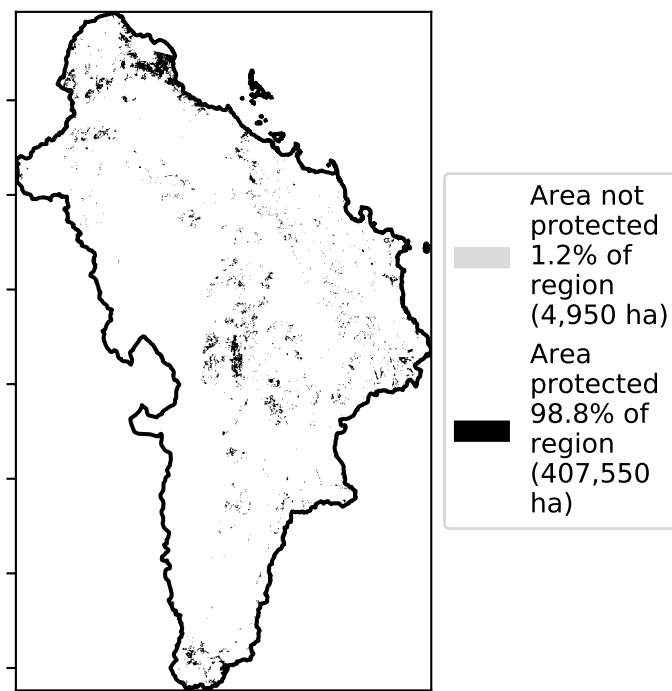 Area not
protected
1.2% of
region
(4,950 ha)
Area
protected
98.8% of
region
(407,550
ha)